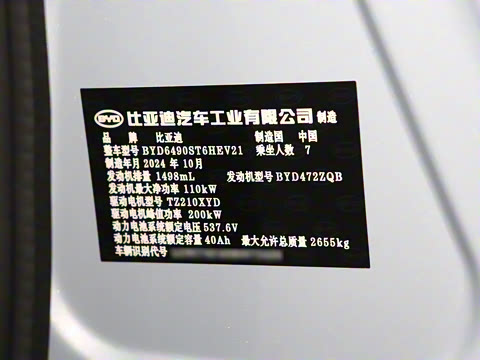 BYD 比亚迪汽车工业有限公司 制造
品 牌 比亚迪 制造国 中国
整车型号 BYD6490ST6HEV21 乘坐人数 7
制造年月 2024 年 10月
发动机排量 1498mL 发动机型号 BYD472ZQB
发动机最大净功率 110kW
驱动电机型号 TZ210XYD
驱动电机峰值功率 200kW
动力电池系统额定电压 537.6V
动力电池系统额定容量 40Ah 最大允许总质量 2655kg
车辆识别代号